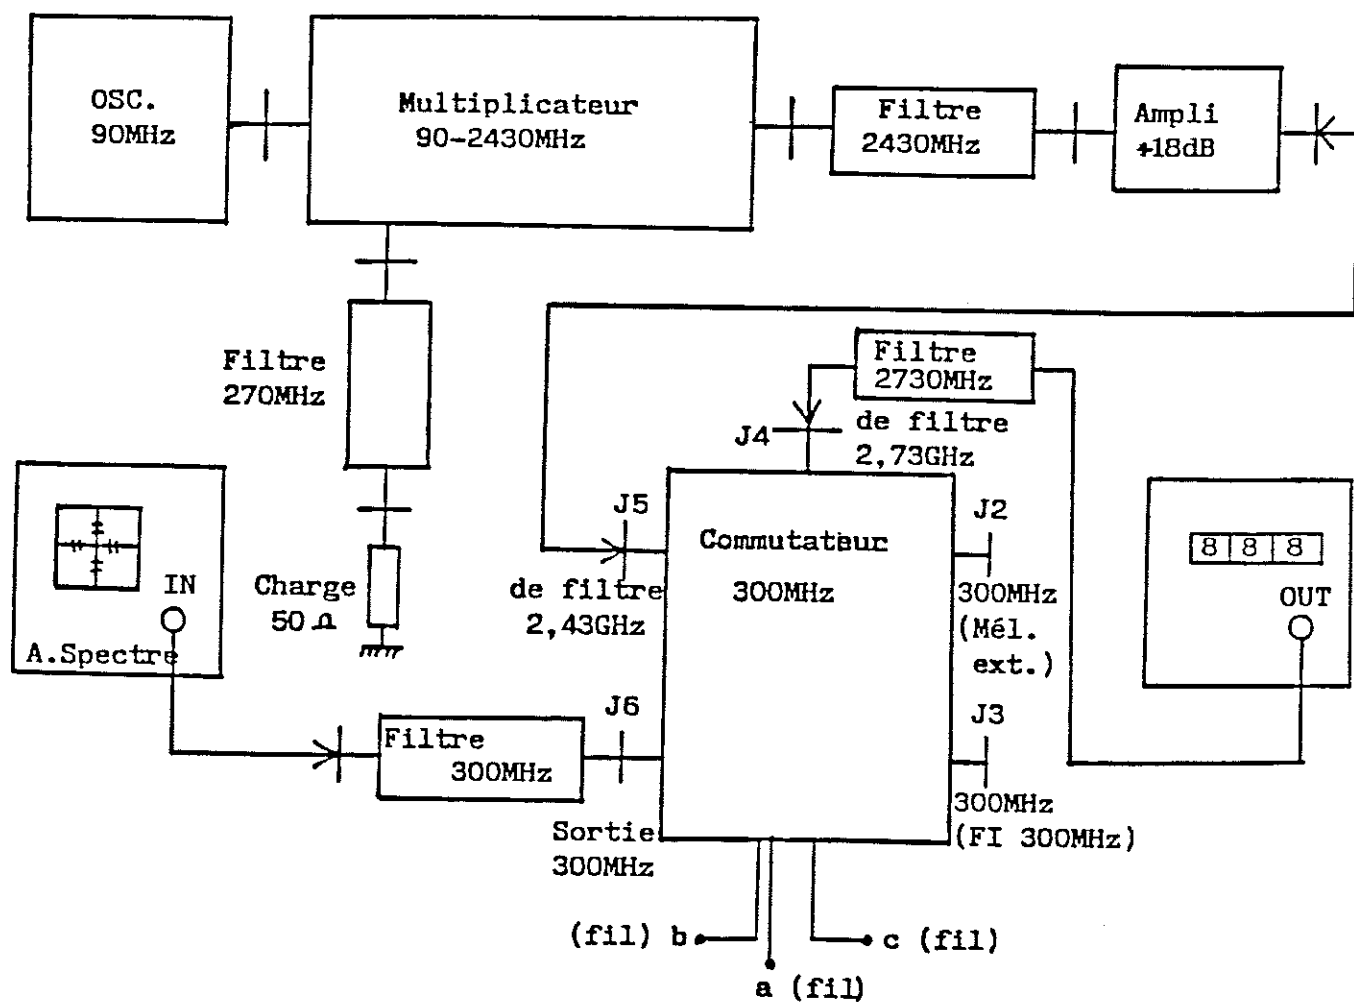 OSC.
90MHz
Multiplicateur
90-2430MHz
Filtre
2430MHz
Ampli
+18dB
Filtre
270MHz
Filtre
2730MHz
J4
de filtre
2,73GHz
J5
de filtre
2,43GHz
Commutateur
300MHz
J2
300MHz
(Mél.
ext.)
8 8 8
OUT
IN
A.Spectre
Charge
50Ω
J6
Filtre
300MHz
Sortie
300MHz
J3
300MHz
(FI 300MHz)
(fil) b
c (fil)
a (fil)